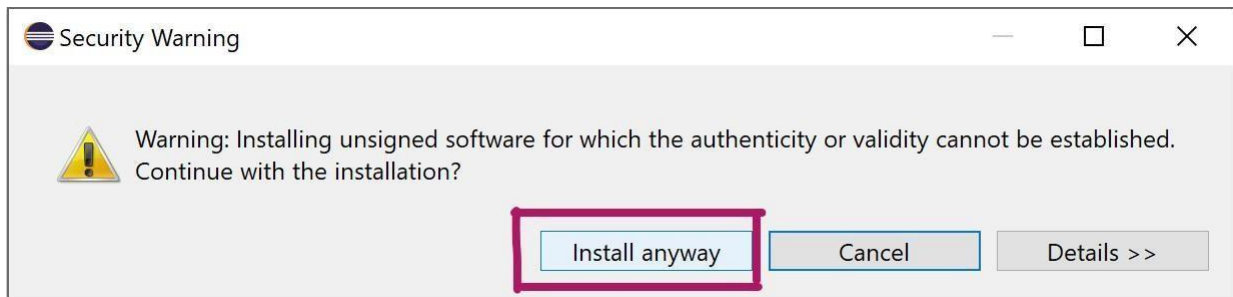 Security Warning
Warning: Installing unsigned software for which the authenticity or validity cannot be established.
Continue with the installation?
Install anyway
Cancel
Details >>